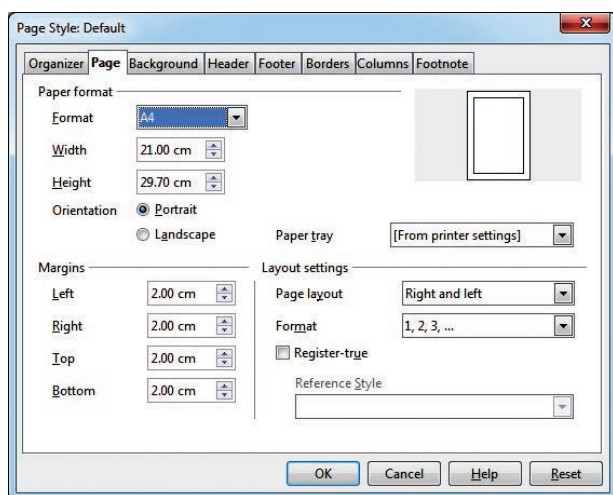 Page Style: Default
Organizer Page Background Header Footer Borders Columns Footnote
Paper format
Format A4
Width 21.00 cm
Height 29.70 cm
Orientation Portrait
Landscape
Paper tray [From printer settings]
Margins
Left 2.00 cm
Right 2.00 cm
Top 2.00 cm
Bottom 2.00 cm
Layout settings
Page layout Right and left
Format 1, 2, 3, ...
Register-true
Reference Style
OK Cancel Help Reset